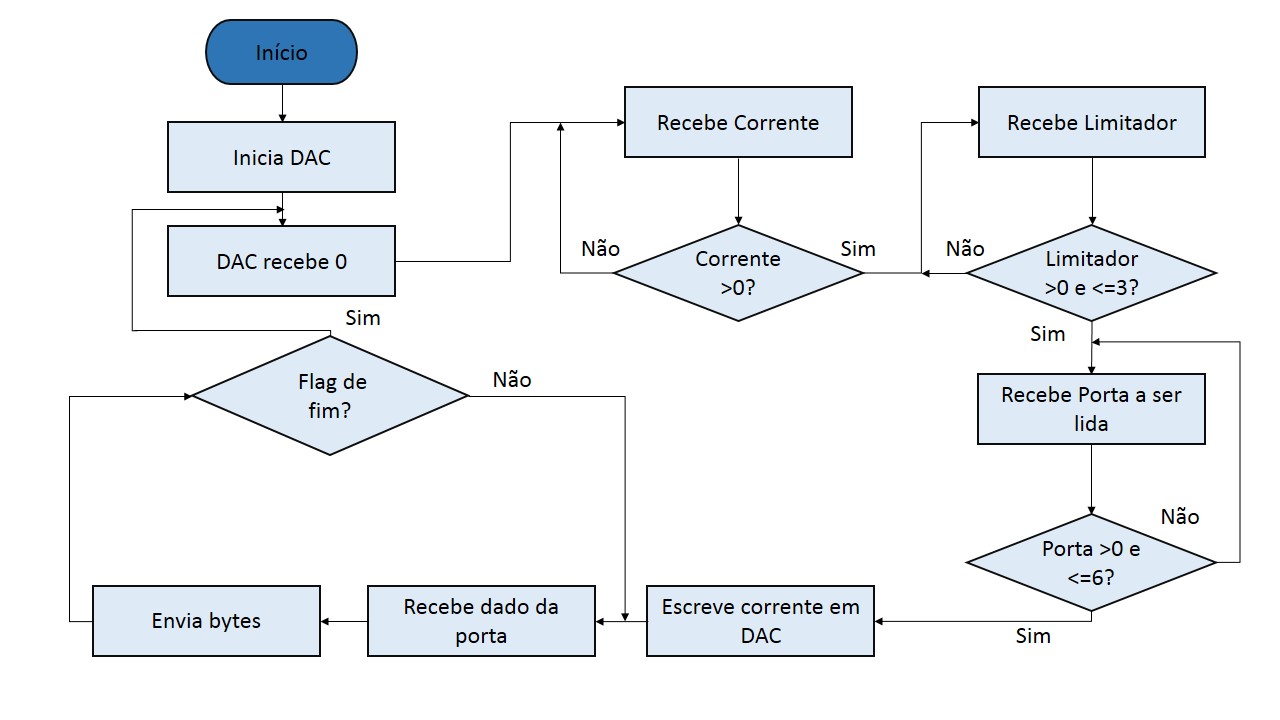 Início
Inicia DAC
DAC recebe 0
Recebe Corrente
Corrente
>0?
Não
Sim
Recebe Limitador
Limitador
>0 e <=3?
Não
Sim
Recebe Porta a ser
lida
Porta >0 e
<=6?
Não
Sim
Escreve corrente em
DAC
Recebe dado da
porta
Envia bytes
Flag de
fim?
Sim
Não